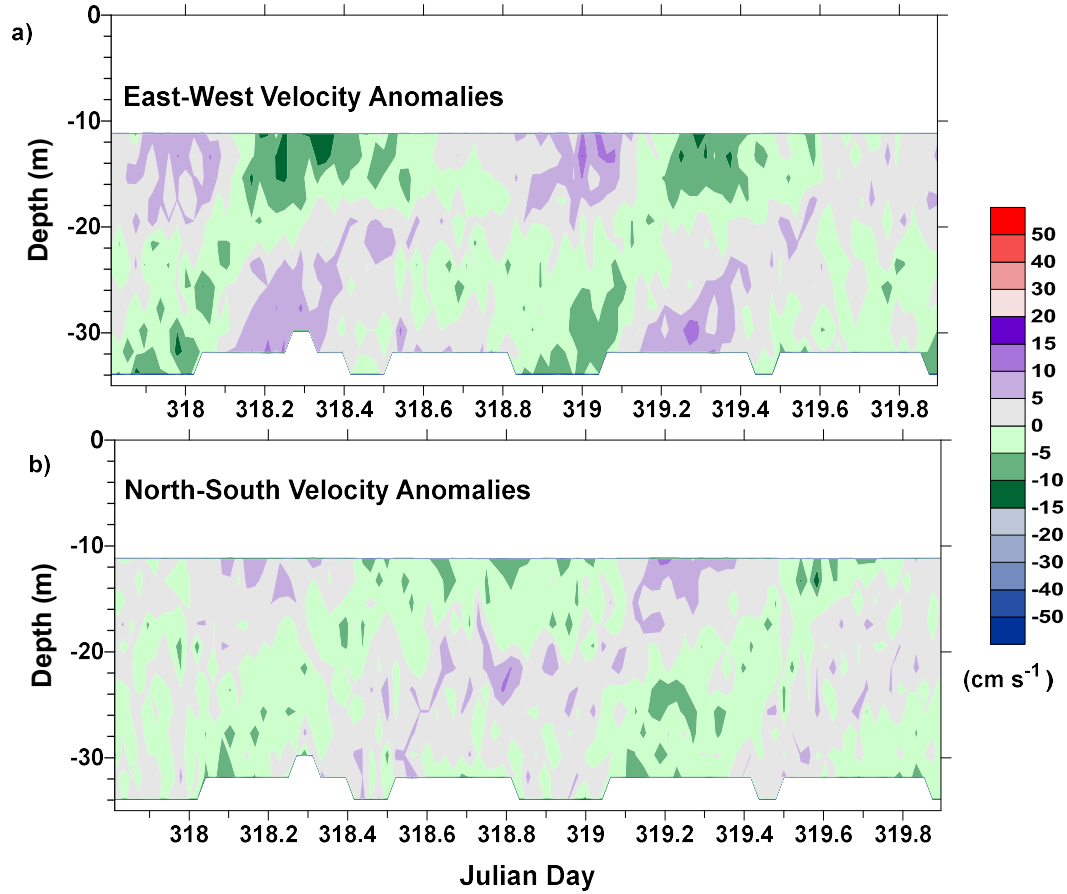 a)
East-West Velocity Anomalies
Depth (m)
0
-10
-20
-30
318 318.2 318.4 318.6 318.8 319 319.2 319.4 319.6 319.8
b)
North-South Velocity Anomalies
Depth (m)
0
-10
-20
-30
318 318.2 318.4 318.6 318.8 319 319.2 319.4 319.6 319.8
Julian Day
50
40
30
20
15
10
5
0
-5
-10
-15
-20
-30
-40
-50
(cm s⁻¹)